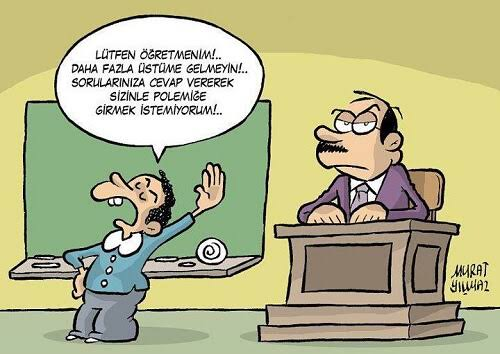 LÜTFEN ÖĞRETMENİM!..
DAHA FAZLA ÜSTÜME GELMEYİN!..
SORULARINIZA CEVAP VEREREK
SİZİNLE POLEMİĞE
GİRMEK İSTEMİYORUM!..
MURAT
YILMAZ